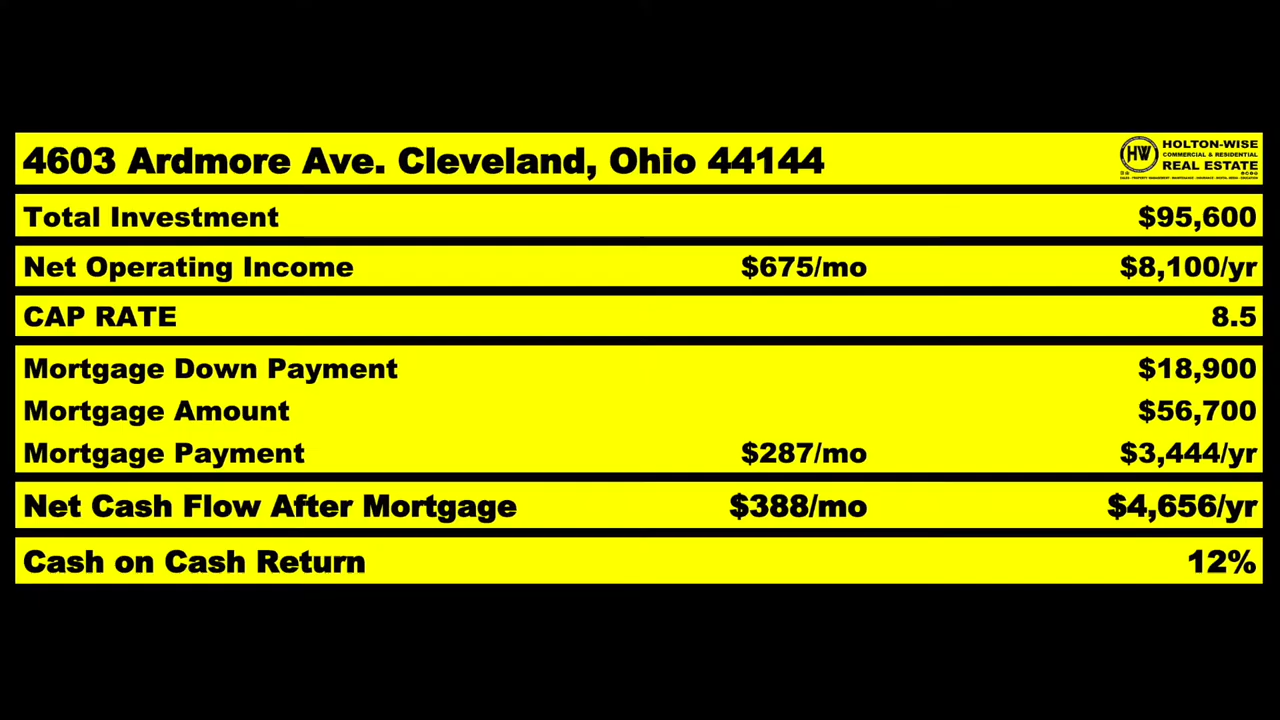 4603 Ardmore Ave. Cleveland, Ohio 44144
HW
HOLTON-WISE
COMMERCIAL & RESIDENTIAL
REAL ESTATE
Total Investment $95,600
Net Operating Income $675/mo $8,100/yr
CAP RATE 8.5
Mortgage Down Payment $18,900
Mortgage Amount $56,700
Mortgage Payment $287/mo $3,444/yr
Net Cash Flow After Mortgage $388/mo $4,656/yr
Cash on Cash Return 12%